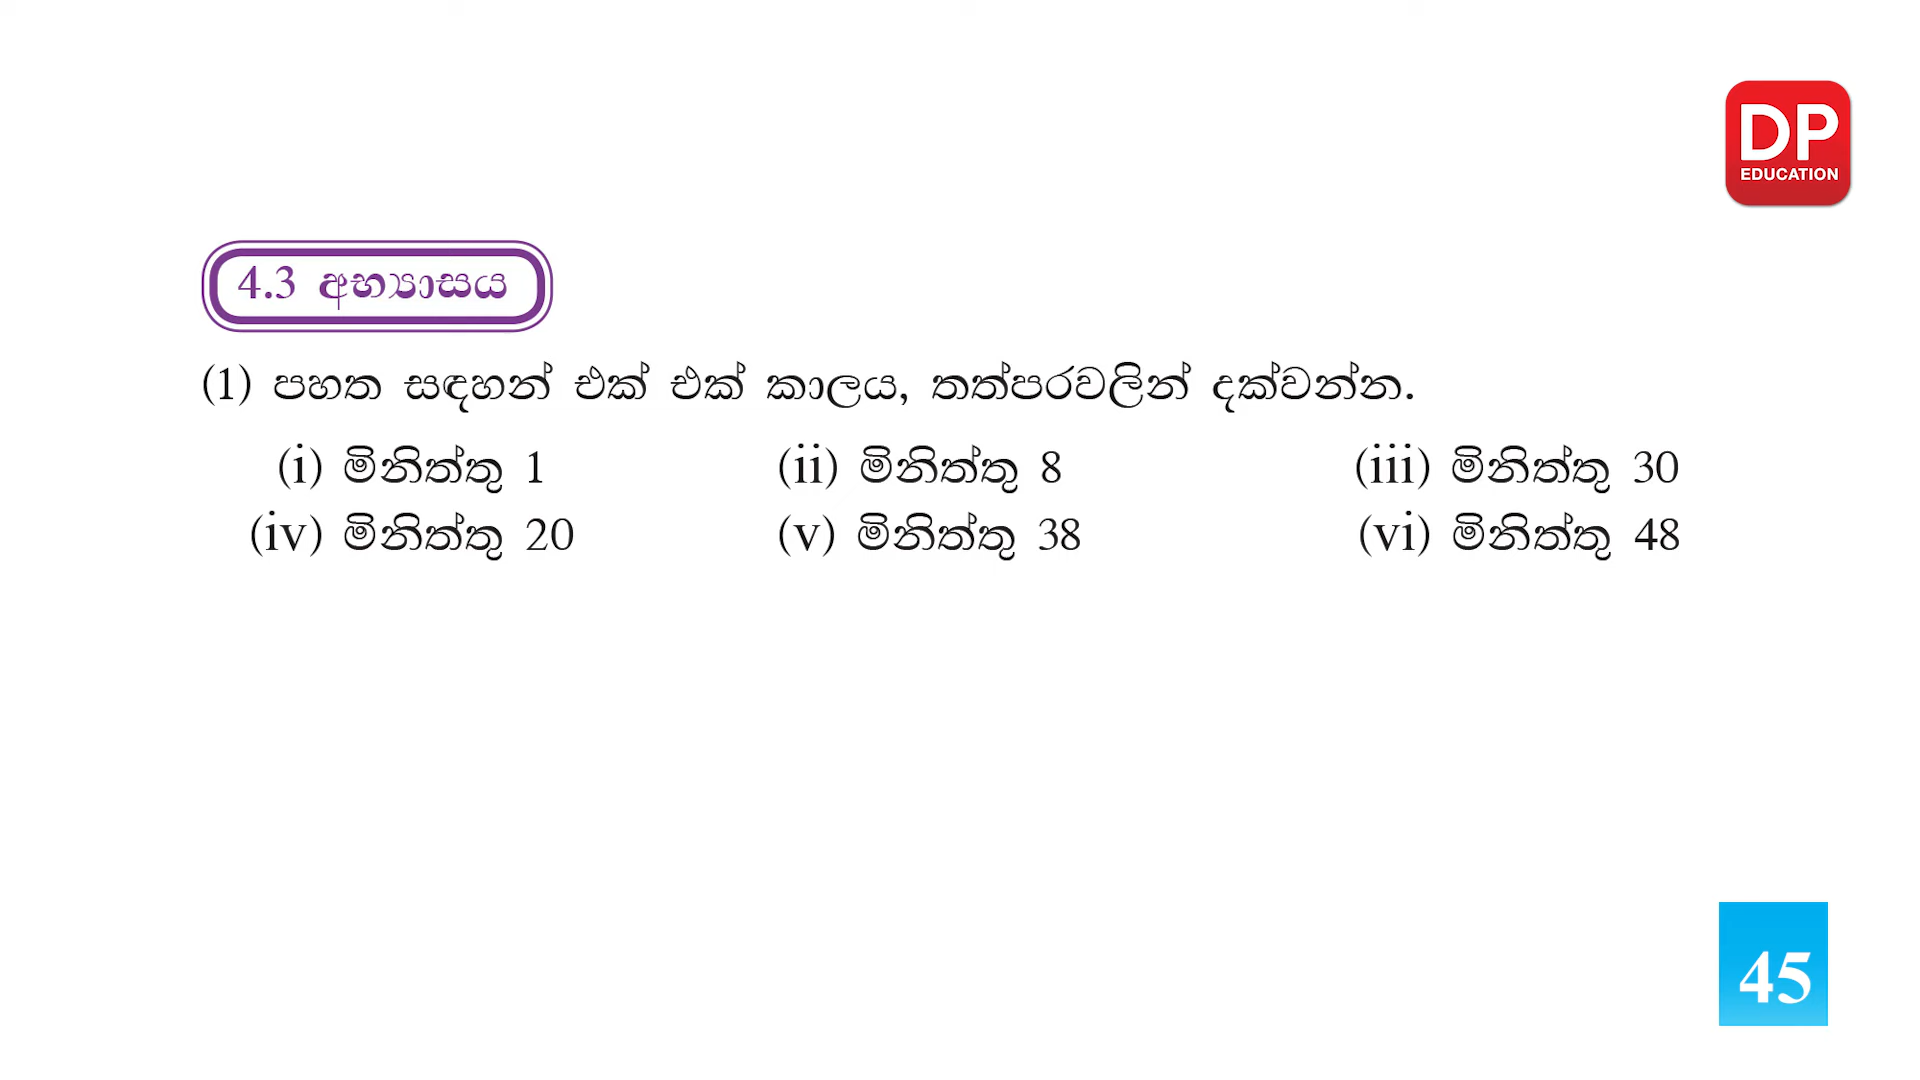 DP
EDUCATION
4.3 අභ්‍යාසය
(1) පහත සඳහන් එක් එක් කාලය, තත්පරවලින් දක්වන්න.
(i) මිනිත්තු 1 (ii) මිනිත්තු 8 (iii) මිනිත්තු 30
(iv) මිනිත්තු 20 (v) මිනිත්තු 38 (vi) මිනිත්තු 48
45